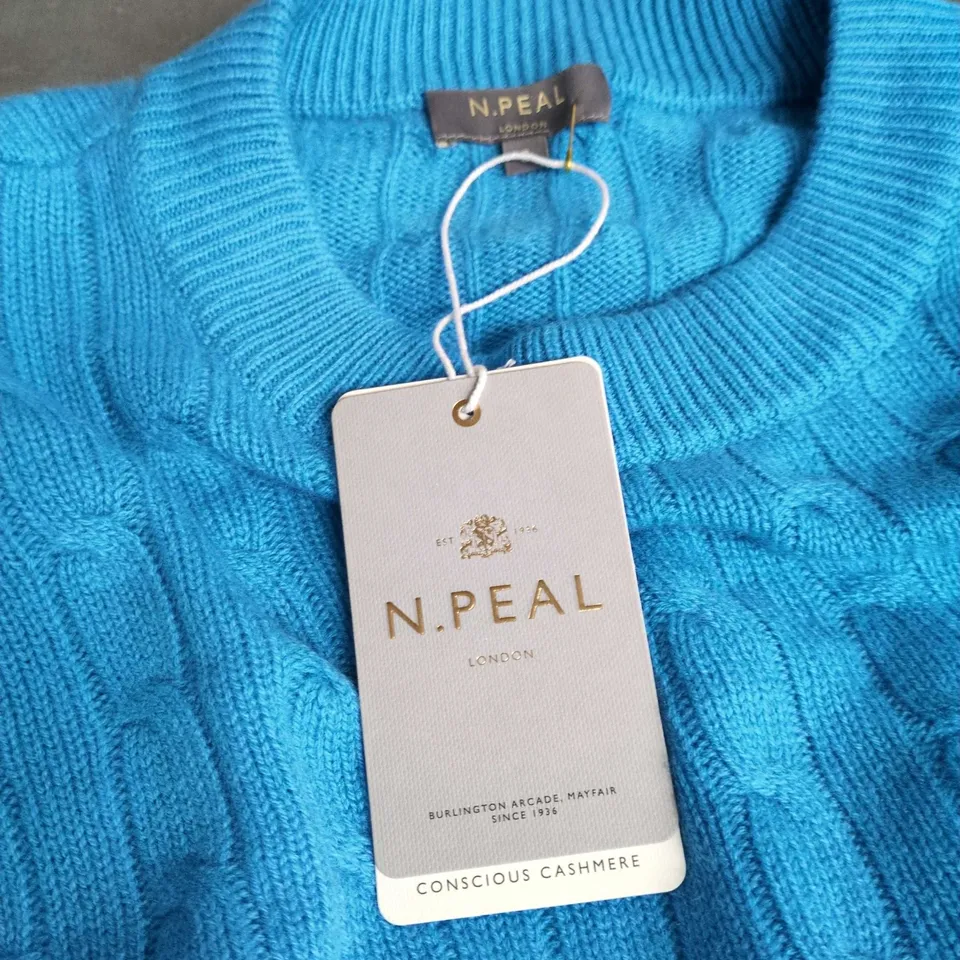 N.PEAL
LONDON
EST 1936
N.PEAL
LONDON
BURLINGTON ARCADE, MAYFAIR
SINCE 1936
CONSCIOUS CASHMERE